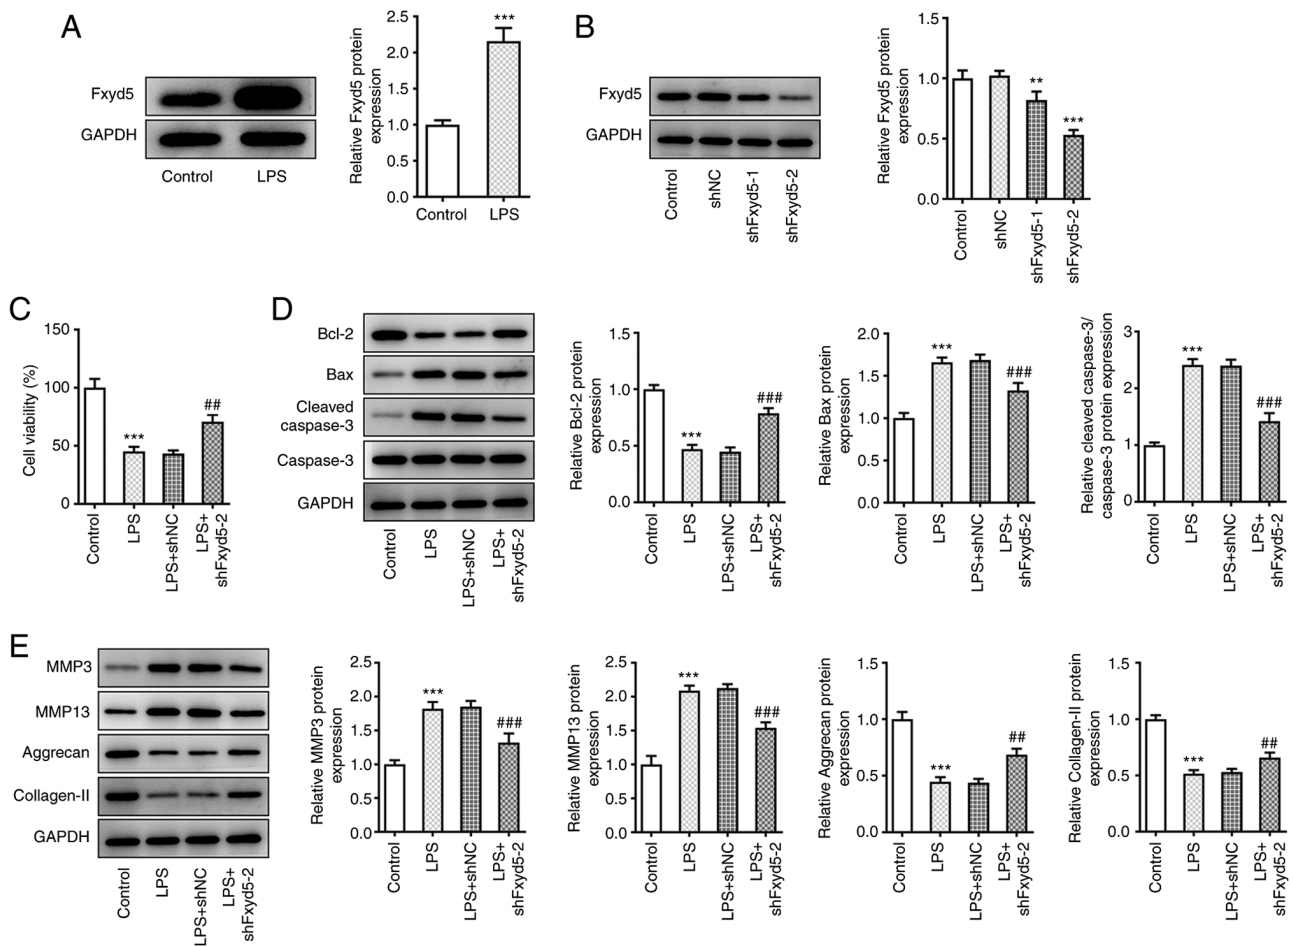 A
Fxyd5
GAPDH
Control
LPS
Relative Fxyd5 protein
expression
2.5
2.0
1.5
1.0
0.5
0.0
***
Control
LPS
B
Fxyd5
GAPDH
Control
shNC
shFxyd5-1
shFxyd5-2
Relative Fxyd5 protein
expression
1.5
1.0
0.5
0.0
**
***
Control
shNC
shFxyd5-1
shFxyd5-2
C
Cell viability (%)
150
100
50
0
***
##
Control
LPS
LPS+shNC
LPS+
shFxyd5-2
D
Bcl-2
Bax
Cleaved
caspase-3
Caspase-3
GAPDH
Control
LPS
LPS+shNC
LPS+
shFxyd5-2
Relative Bcl-2 protein
expression
1.5
1.0
0.5
0.0
***
###
Control
LPS
LPS+shNC
LPS+
shFxyd5-2
Relative Bax protein
expression
2.0
1.5
1.0
0.5
0.0
***
###
Control
LPS
LPS+shNC
LPS+
shFxyd5-2
Relative cleaved caspase-3/
caspase-3 protein expression
3
2
1
0
***
###
Control
LPS
LPS+shNC
LPS+
shFxyd5-2
E
MMP3
MMP13
Aggrecan
Collagen-II
GAPDH
Control
LPS
LPS+shNC
LPS+
shFxyd5-2
Relative MMP3 protein
expression
2.5
2.0
1.5
1.0
0.5
0.0
***
###
Control
LPS
LPS+shNC
LPS+
shFxyd5-2
Relative MMP13 protein
expression
2.5
2.0
1.5
1.0
0.5
0.0
***
###
Control
LPS
LPS+shNC
LPS+
shFxyd5-2
Relative Aggrecan protein
expression
1.5
1.0
0.5
0.0
***
##
Control
LPS
LPS+shNC
LPS+
shFxyd5-2
Relative Collagen-II protein
expression
1.5
1.0
0.5
0.0
***
##
Control
LPS
LPS+shNC
LPS+
shFxyd5-2